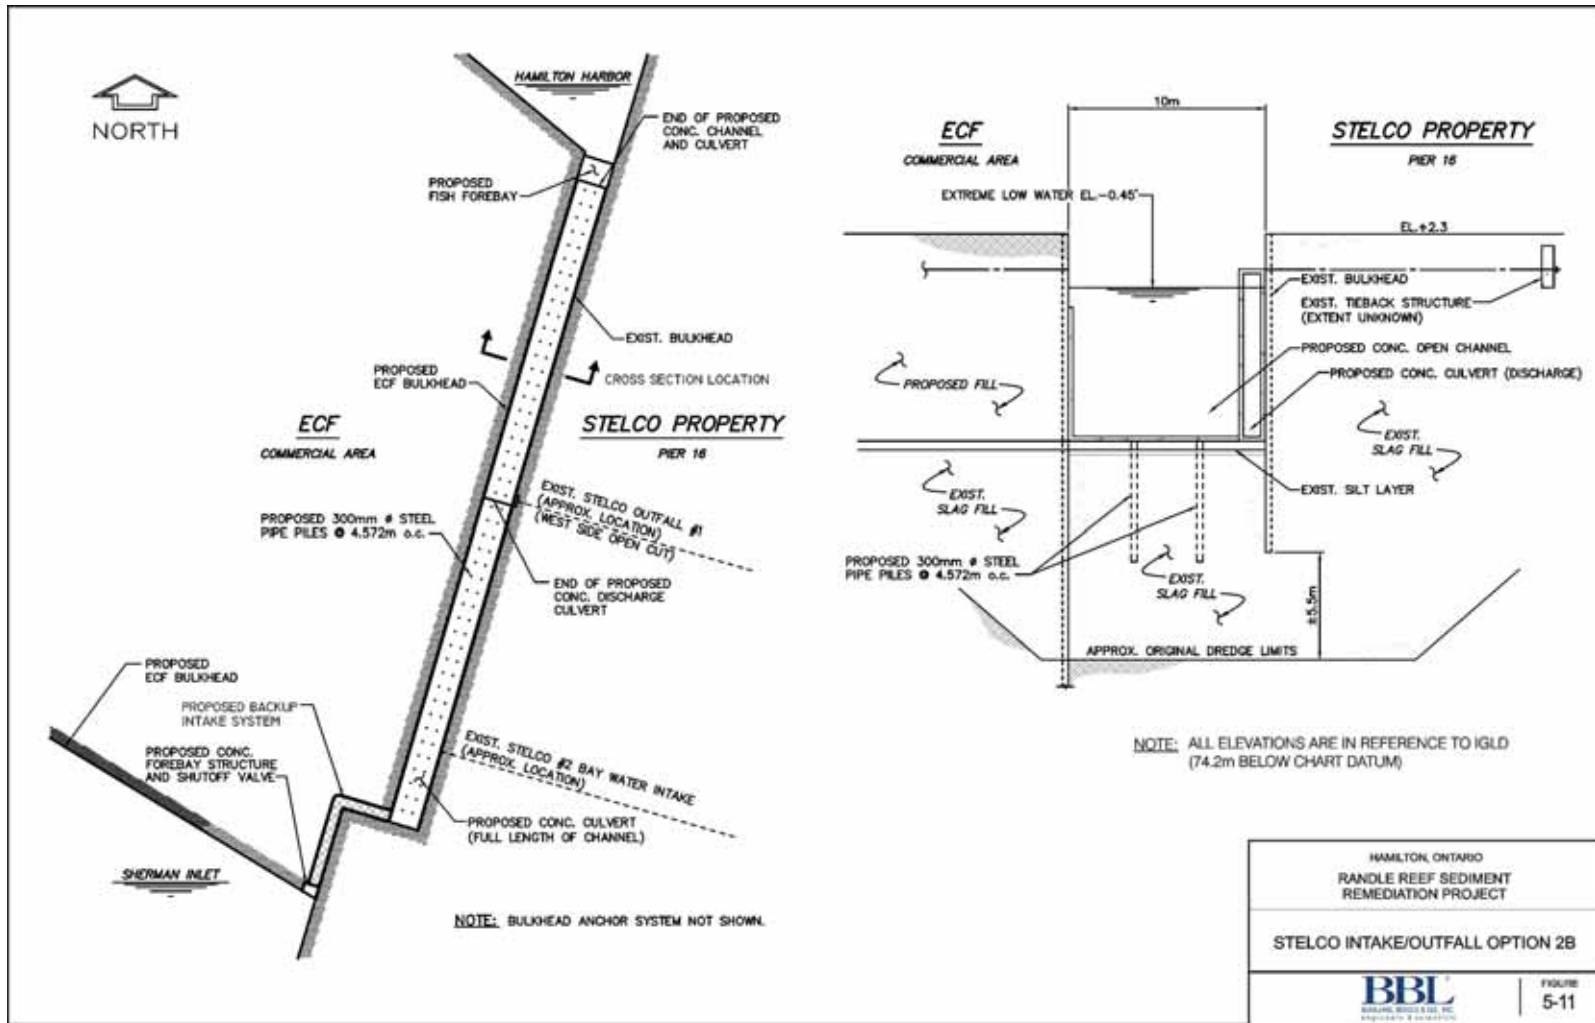 NORTH
HAMILTON HARBOR
END OF PROPOSED
CONC. CHANNEL
AND CULVERT
PROPOSED
FISH FOREBAY
EXIST. BULKHEAD
PROPOSED
ECF BULKHEAD
CROSS SECTION LOCATION
ECF
COMMERCIAL AREA
STELCO PROPERTY
PIER 16
EXIST. STELCO OUTFALL #1
(APPROX. LOCATION)
(WEST SIDE OPEN CUT)
PROPOSED 300mm ø STEEL
PIPE PILES @ 4.572m o.c.
END OF PROPOSED
CONC. DISCHARGE
CULVERT
PROPOSED
ECF BULKHEAD
PROPOSED BACKUP
INTAKE SYSTEM
PROPOSED CONC.
FOREBAY STRUCTURE
AND SHUTOFF VALVE
EXIST. STELCO #2 BAY WATER INTAKE
(APPROX. LOCATION)
PROPOSED CONC. CULVERT
(FULL LENGTH OF CHANNEL)
SHERMAN INLET
NOTE: BULKHEAD ANCHOR SYSTEM NOT SHOWN.
10m
ECF
COMMERCIAL AREA
STELCO PROPERTY
PIER 16
EXTREME LOW WATER EL.-0.45'
EL.+2.3
EXIST. BULKHEAD
EXIST. TIEBACK STRUCTURE
(EXTENT UNKNOWN)
PROPOSED CONC. OPEN CHANNEL
PROPOSED CONC. CULVERT (DISCHARGE)
PROPOSED FILL
EXIST.
SLAG FILL
EXIST. SILT LAYER
EXIST.
SLAG FILL
PROPOSED 300mm ø STEEL
PIPE PILES @ 4.572m o.c.
EXIST.
SLAG FILL
±5.5m
APPROX. ORIGINAL DREDGE LIMITS
NOTE: ALL ELEVATIONS ARE IN REFERENCE TO IGLD
(74.2m BELOW CHART DATUM)
HAMILTON, ONTARIO
RANDLE REEF SEDIMENT
REMEDIATION PROJECT
STELCO INTAKE/OUTFALL OPTION 2B
BBL
FIGURE
5-11